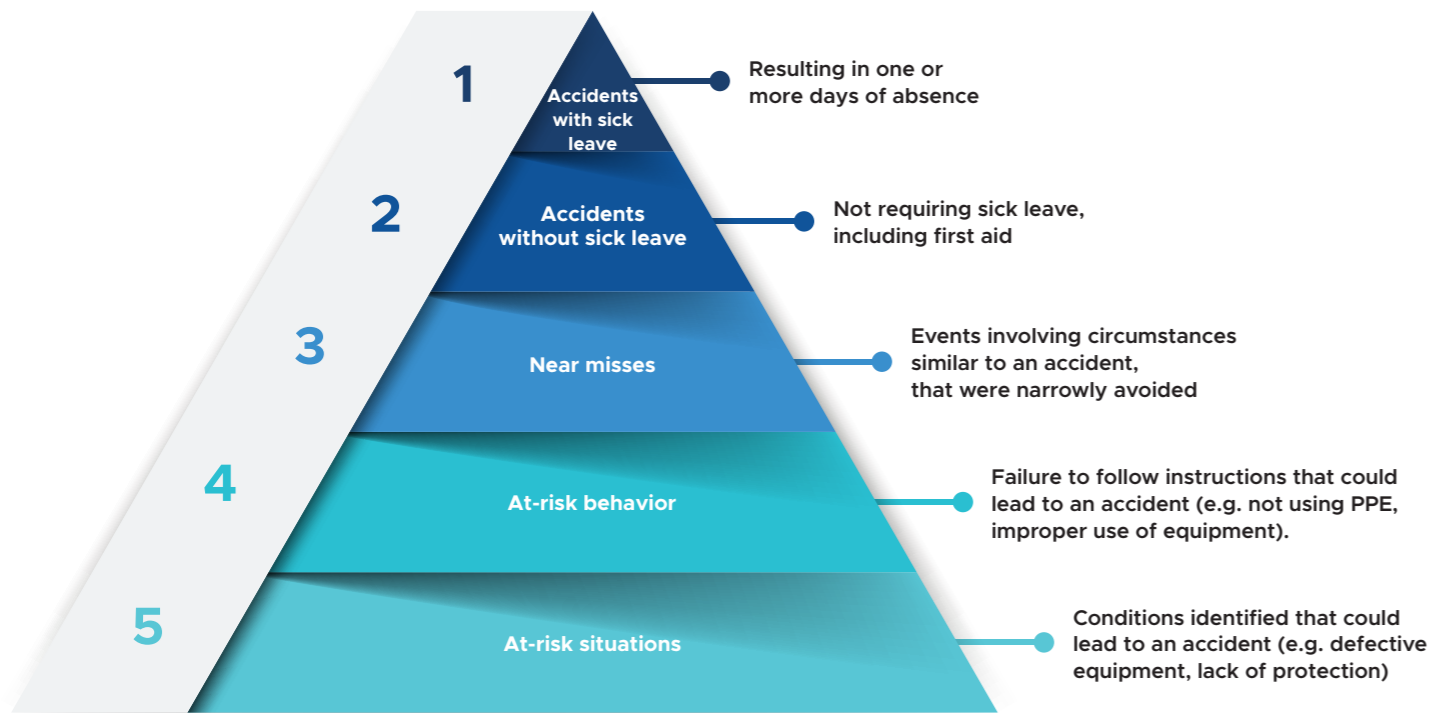 1
Accidents
with sick
leave
Resulting in one or
more days of absence
2
Accidents
without sick leave
Not requiring sick leave,
including first aid
3
Near misses
Events involving circumstances
similar to an accident,
that were narrowly avoided
4
At-risk behavior
Failure to follow instructions that could
lead to an accident (e.g. not using PPE,
improper use of equipment).
5
At-risk situations
Conditions identified that could
lead to an accident (e.g. defective
equipment, lack of protection)